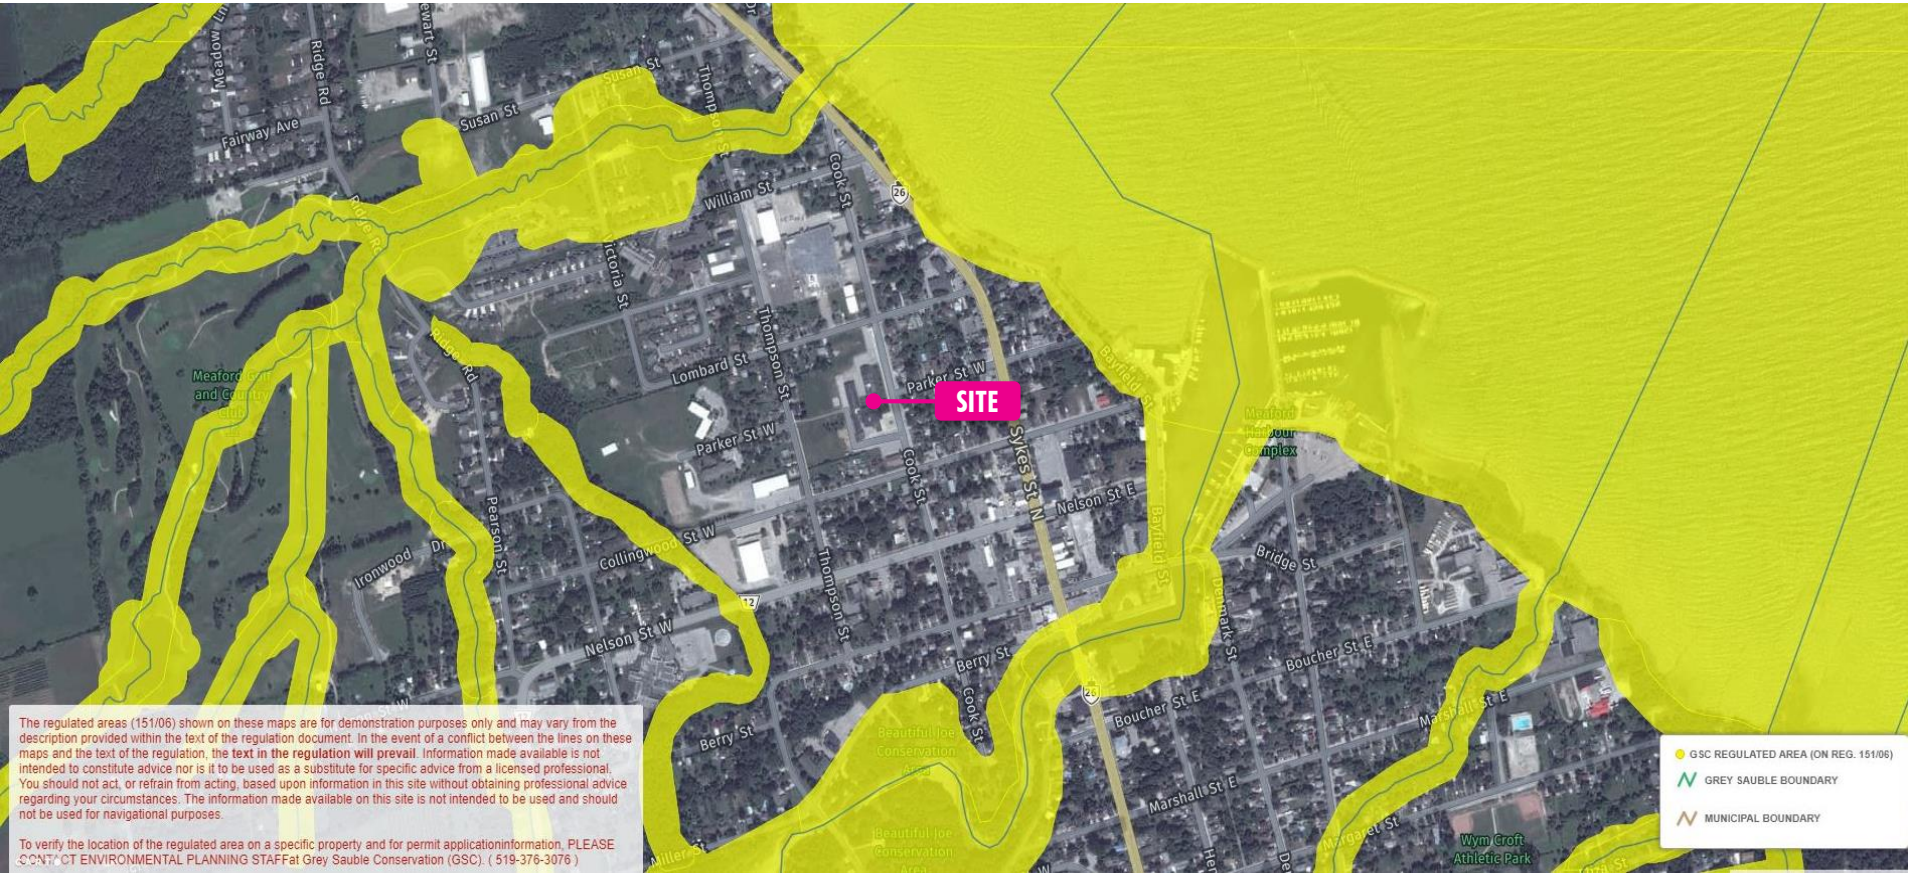 Meadow Ln
Ridge Rd
ewart St
Dr
Susan St
Thompson St
Fairway Ave
Susan St
Cook St
26
William St
Ridge Rd
Victoria St
Thompson St
Ridge Rd
Lombard St
Bayfield St
Meaford Golf
and Country
Club
Parker St W
SITE
Meaford
Harbour
Complex
Sykes St N
Parker St W
Cook St
Nelson St E
Pearson St
Collingwood St W
Bayfield St
Ironwood Dr
Thompson St
Bridge St
12
Denmark St
Nelson St W
Berry St
Boucher St E
26
Cook St
Boucher St E
Marshall St E
Berry St
Beautiful Joe
Conservation
Area
Marshall St E
Margaret St
Beautiful Joe
Conservation
Area
Wym Croft
Athletic Park
Miller St
St W
The regulated areas (151/06) shown on these maps are for demonstration purposes only and may vary from the
description provided within the text of the regulation document. In the event of a conflict between the lines on these
maps and the text of the regulation, the text in the regulation will prevail. Information made available is not
intended to constitute advice nor is it to be used as a substitute for specific advice from a licensed professional.
You should not act, or refrain from acting, based upon information in this site without obtaining professional advice
regarding your circumstances. The information made available on this site is not intended to be used and should
not be used for navigational purposes.
To verify the location of the regulated area on a specific property and for permit applicationinformation, PLEASE
CONTACT ENVIRONMENTAL PLANNING STAFFat Grey Sauble Conservation (GSC). ( 519-376-3076 )
GSC REGULATED AREA (ON REG. 151/06)
GREY SAUBLE BOUNDARY
MUNICIPAL BOUNDARY